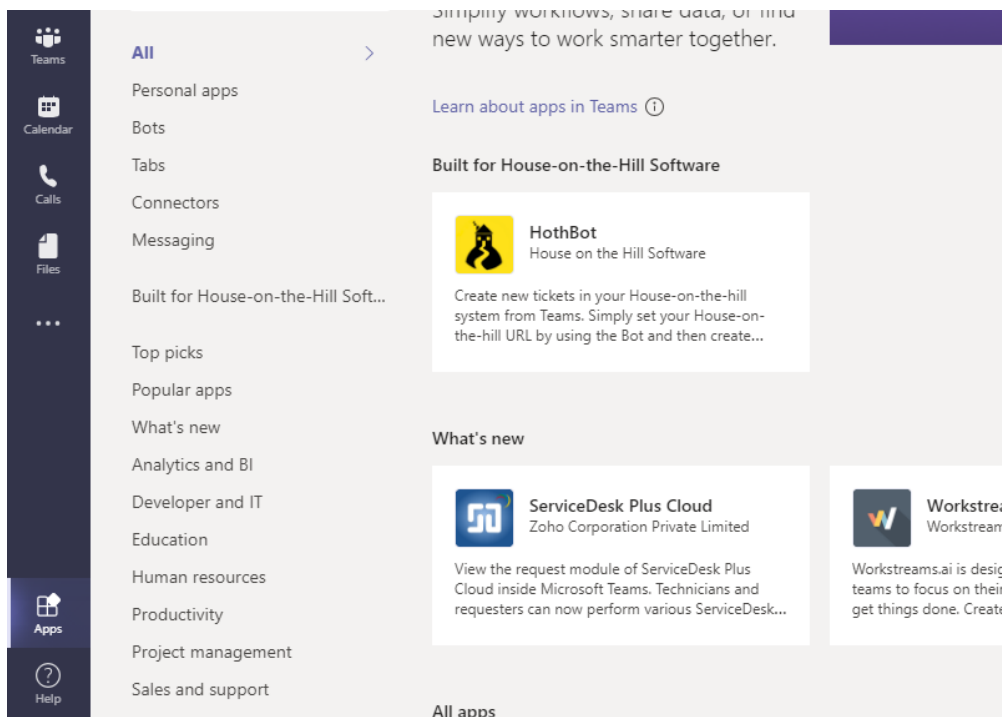 Teams
Calendar
Calls
Files
Apps
Help
All
Personal apps
Bots
Tabs
Connectors
Messaging
Built for House-on-the-Hill Soft...
Top picks
Popular apps
What's new
Analytics and BI
Developer and IT
Education
Human resources
Productivity
Project management
Sales and support
Simplify workflows, share data, or find
new ways to work smarter together.
Learn about apps in Teams
Built for House-on-the-Hill Software
HothBot
House on the Hill Software
Create new tickets in your House-on-the-hill
system from Teams. Simply set your House-on-
the-hill URL by using the Bot and then create...
What's new
ServiceDesk Plus Cloud
Zoho Corporation Private Limited
View the request module of ServiceDesk Plus
Cloud inside Microsoft Teams. Technicians and
requesters can now perform various ServiceDesk...
Workstrea
Workstream
Workstreams.ai is desig
teams to focus on their
get things done. Create
All apps